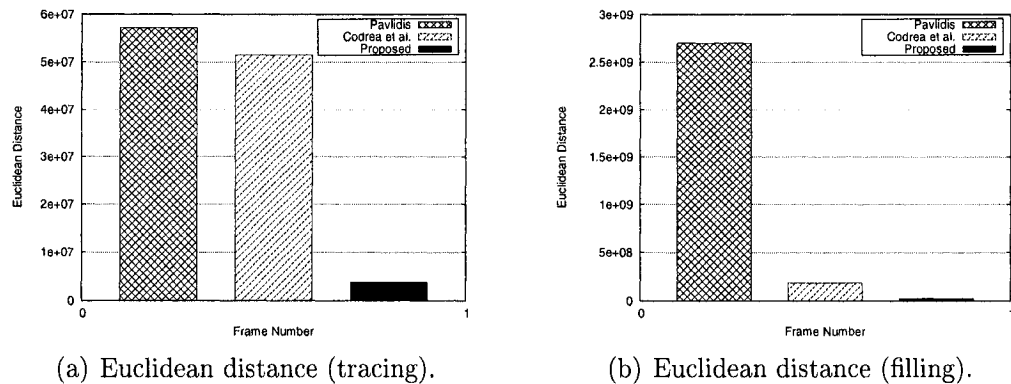 6e+07
5e+07
4e+07
3e+07
2e+07
1e+07
0
Euclidean Distance
Pavlidis
Codrea et al.
Proposed
0
1
Frame Number
(a) Euclidean distance (tracing).
3e+09
2.5e+09
2e+09
1.5e+09
1e+09
5e+08
0
Euclidean Distance
Pavlidis
Codrea et al.
Proposed
0
1
Frame Number
(b) Euclidean distance (filling).